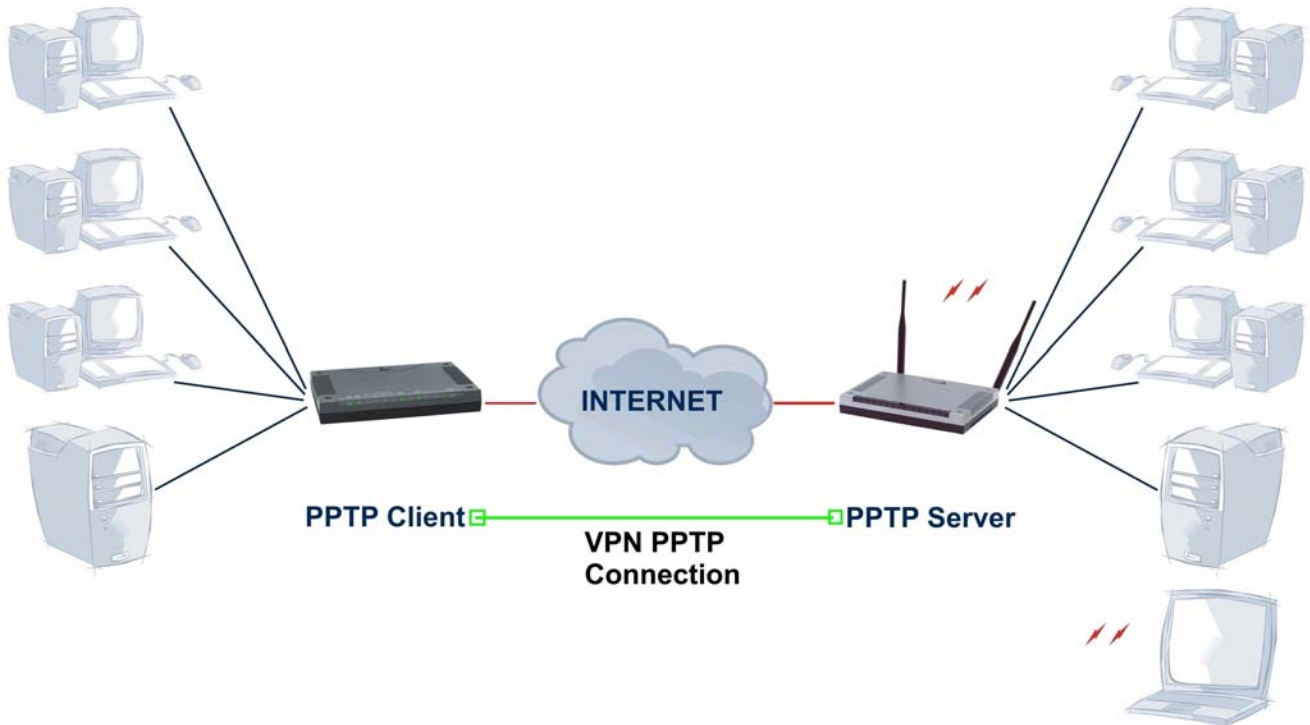 INTERNET
PPTP Client
PPTP Server
VPN PPTP
Connection